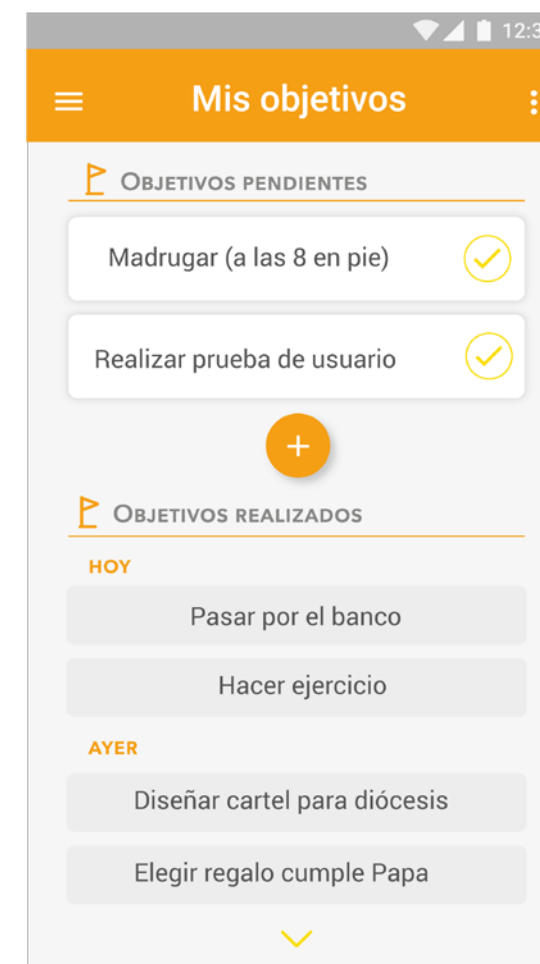 12:3
Mis objetivos
OBJETIVOS PENDIENTES
Madrugar (a las 8 en pie)
Realizar prueba de usuario
+
OBJETIVOS REALIZADOS
HOY
Pasar por el banco
Hacer ejercicio
AYER
Diseñar cartel para diócesis
Elegir regalo cumple Papa